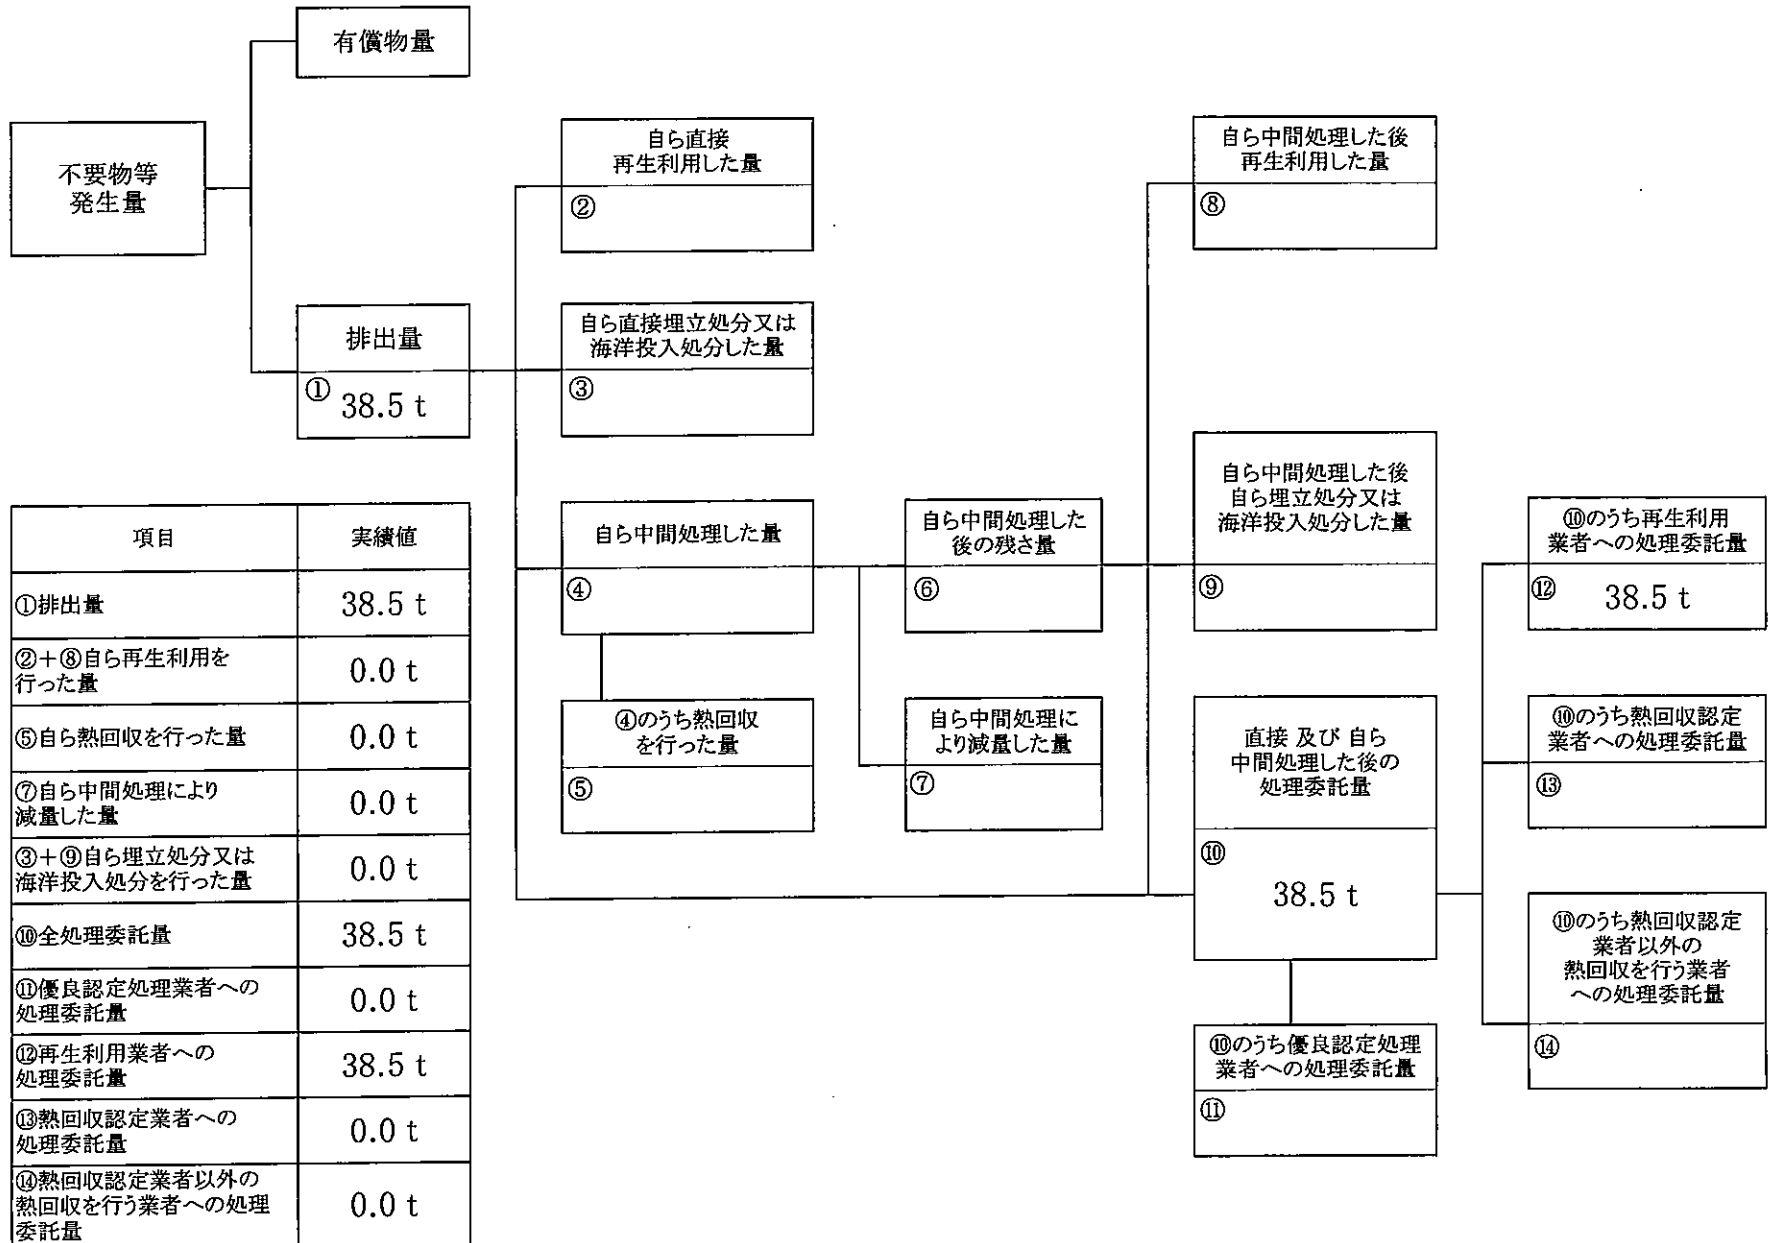 有償物量
不要物等
発生量
排出量
①
38.5 t
自ら直接
再生利用した量
②
自ら直接埋立処分又は
海洋投入処分した量
③
自ら中間処理した量
④
④のうち熱回収
を行った量
⑤
自ら中間処理した
後の残さ量
⑥
自ら中間処理に
より減量した量
⑦
自ら中間処理した後
再生利用した量
⑧
自ら中間処理した後
自ら埋立処分又は
海洋投入処分した量
⑨
直接 及び 自ら
中間処理した後の
処理委託量
⑩
38.5 t
⑩のうち優良認定処理
業者への処理委託量
⑪
⑩のうち再生利用
業者への処理委託量
⑫ 38.5 t
⑩のうち熱回収認定
業者への処理委託量
⑬
⑩のうち熱回収認定
業者以外の
熱回収を行う業者
への処理委託量
⑭
項目 実績値
①排出量 38.5 t
②+⑧自ら再生利用を
行った量
0.0 t
⑤自ら熱回収を行った量 0.0 t
⑦自ら中間処理により
減量した量
0.0 t
③+⑨自ら埋立処分又は
海洋投入処分を行った量
0.0 t
⑩全処理委託量 38.5 t
⑪優良認定処理業者への
処理委託量
0.0 t
⑫再生利用業者への
処理委託量
38.5 t
⑬熱回収認定業者への
処理委託量
0.0 t
⑭熱回収認定業者以外の
熱回収を行う業者への処理
委託量
0.0 t